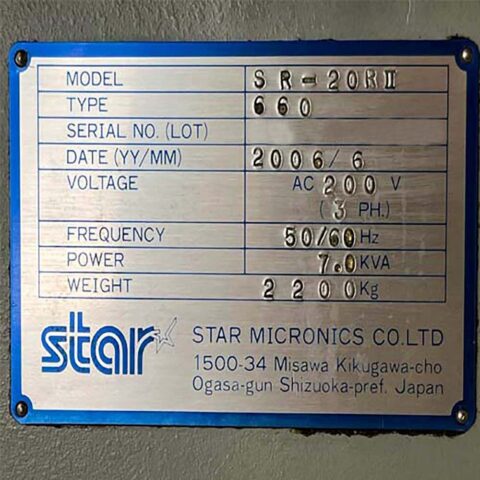 MODEL SR-20RII
TYPE 660
SERIAL NO. (LOT)
DATE (YY/MM) 2006/6
VOLTAGE AC 200 V
(3 PH.)
FREQUENCY 50/60 Hz
POWER 7.0 KVA
WEIGHT 2200 Kg
star STAR MICRONICS CO.LTD
1500-34 Misawa Kikugawa-cho
Ogasa-gun Shizuoka-pref. Japan